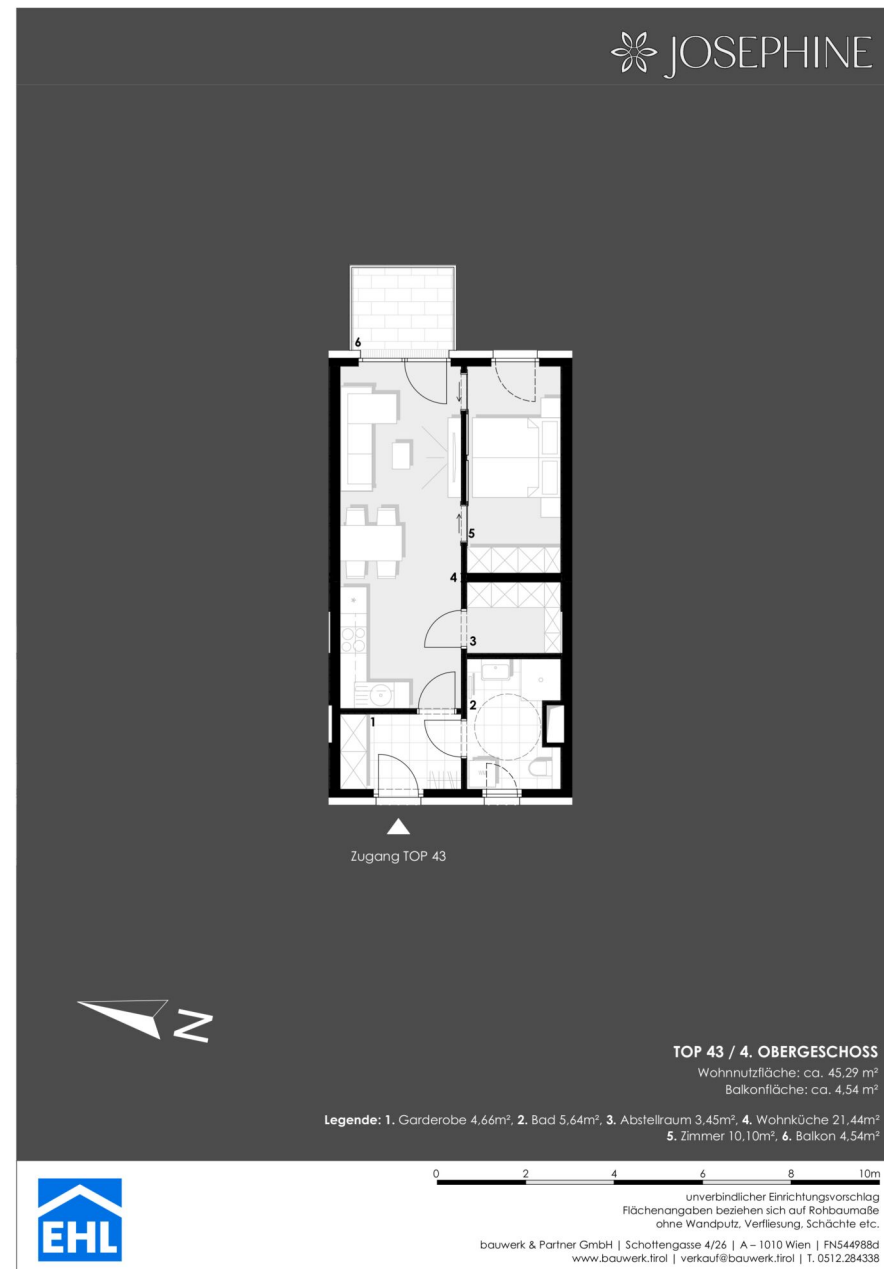 JOSEPHINE
6
5
4
3
2
1
Zugang TOP 43
N
TOP 43 / 4. OBERGESCHOSS
Wohnnutzfläche: ca. 45,29 m²
Balkonfläche: ca. 4,54 m²
Legende: 1. Garderobe 4,66m², 2. Bad 5,64m², 3. Abstellraum 3,45m², 4. Wohnküche 21,44m²
5. Zimmer 10,10m², 6. Balkon 4,54m²
0 2 4 6 8 10m
unverbindlicher Einrichtungsvorschlag
Flächenangaben beziehen sich auf Rohbaumaße
ohne Wandputz, Verfliesung, Schächte etc.
EHL
bauwerk & Partner GmbH | Schottengasse 4/26 | A – 1010 Wien | FN544988d
www.bauwerk.tirol | verkauf@bauwerk.tirol | T. 0512.284338